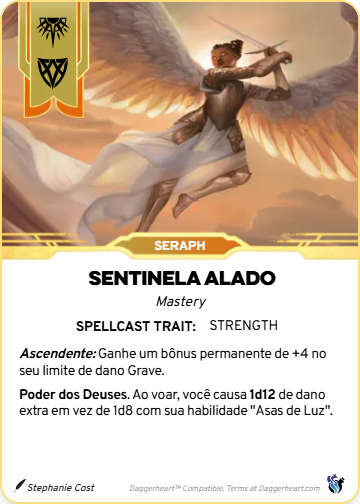 SERAPH
SENTINELA ALADO
Mastery
SPELLCAST TRAIT: STRENGTH
Ascendente: Ganhe um bônus permanente de +4 no
seu limite de dano Grave.
Poder dos Deuses. Ao voar, você causa 1d12 de dano
extra em vez de 1d8 com sua habilidade "Asas de Luz".
Stephanie Cost
Daggerheart™ Compatible. Terms at Daggerheart.com